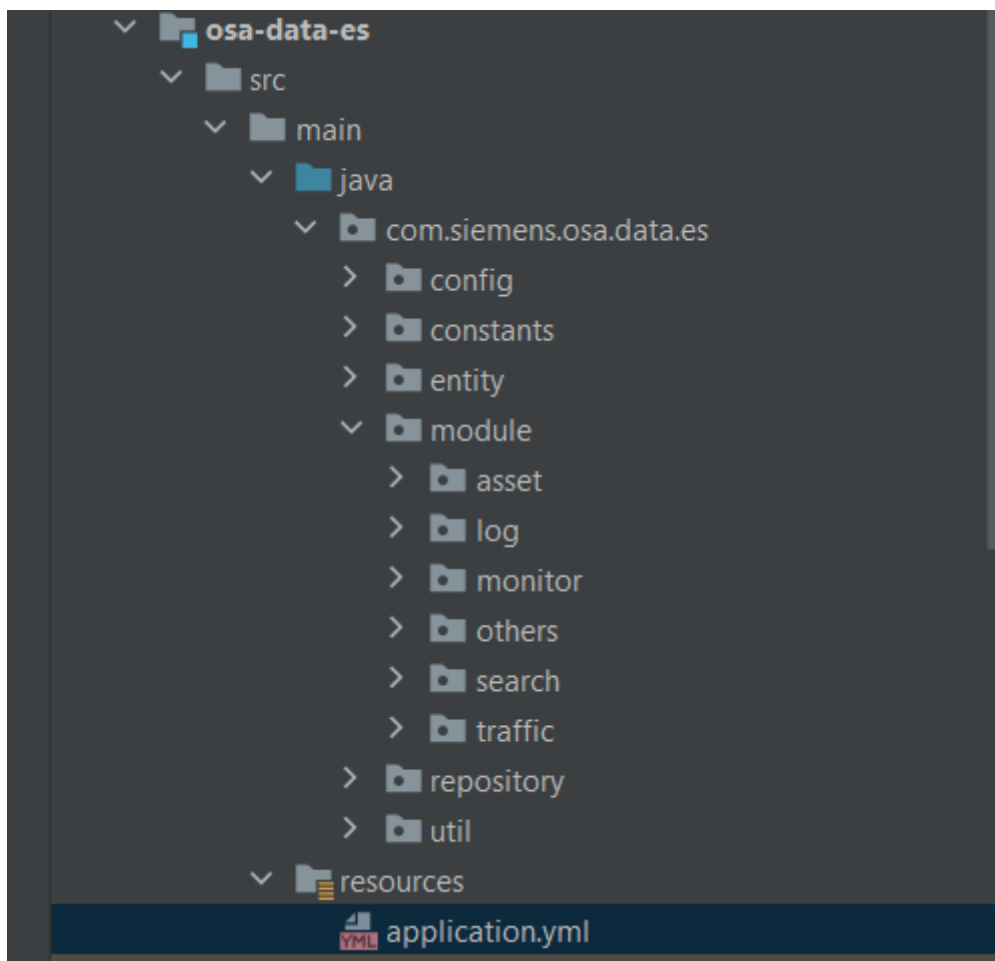 osa-data-es
src
main
java
com.siemens.osa.data.es
config
constants
entity
module
asset
log
monitor
others
search
traffic
repository
util
resources
YML application.yml